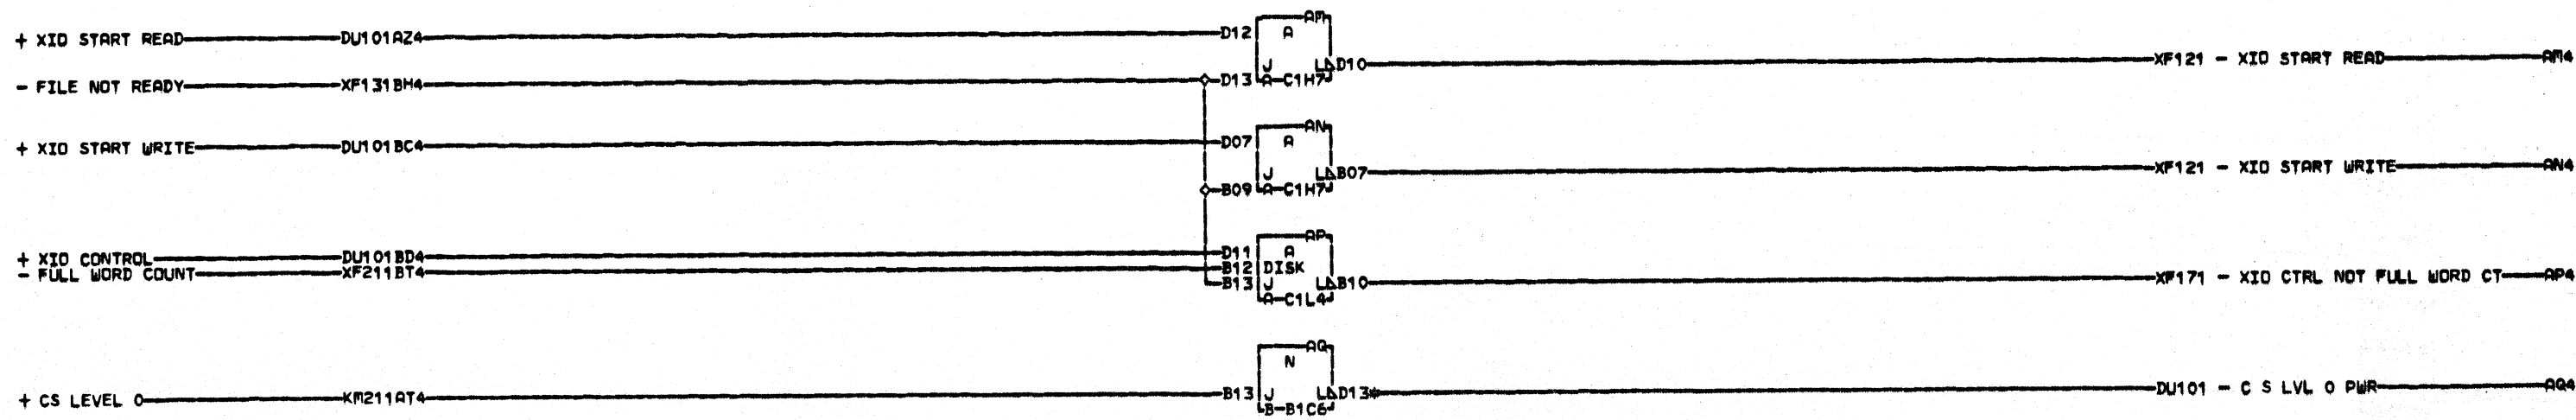 AM
+ XIO START READ DU101AZ4 D12 A
J L D10 XF121 - XIO START READ AM4
- FILE NOT READY XF131BH4 D13 A-C1H7
AN
+ XIO START WRITE DU101BC4 D07 A
J L B07 XF121 - XIO START WRITE AN4
B09 A-C1H7
AP
+ XIO CONTROL DU101BD4 D11 A
- FULL WORD COUNT XF211BT4 B12 DISK
B13 J L B10 XF171 - XIO CTRL NOT FULL WORD CT AP4
A-C1L4
AQ
N
+ CS LEVEL 0 KM211AT4 B13 J L D13* DU101 - C S LVL 0 PWR AQ4
B-B1C6